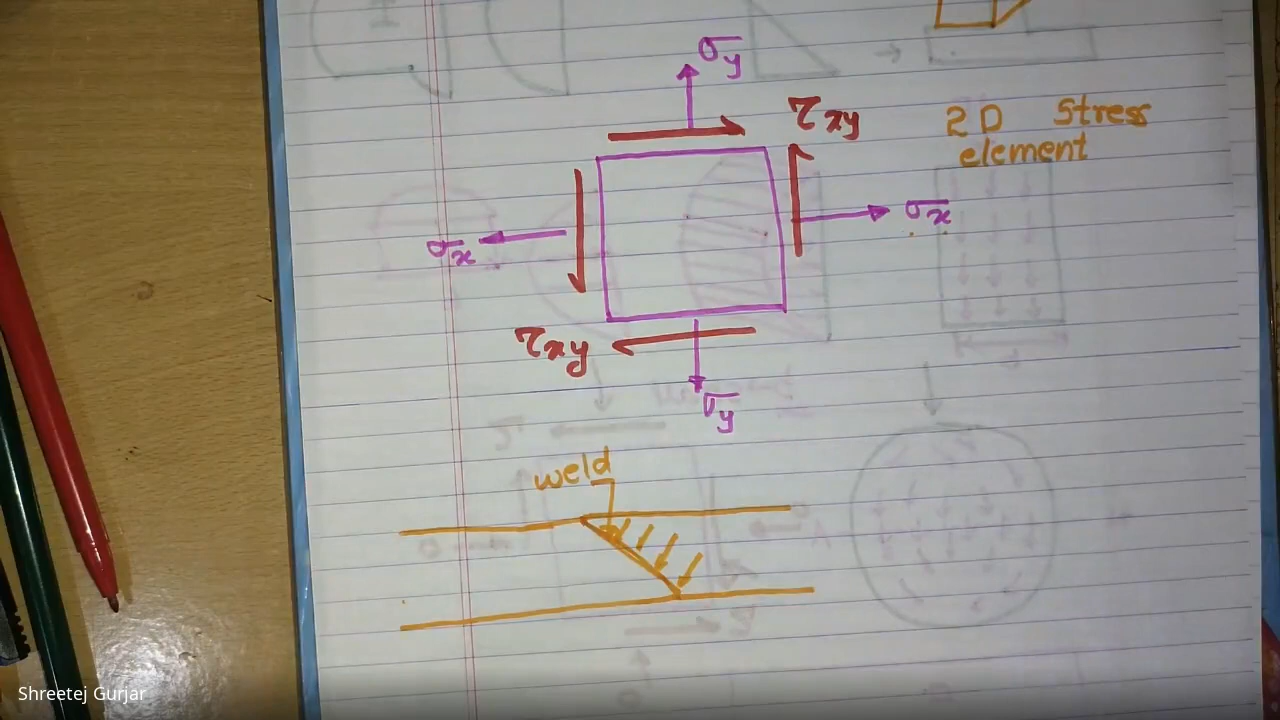 σy
τxy
2D Stress
element
σx
σx
τxy
σy
weld
Shreetej Gurjar